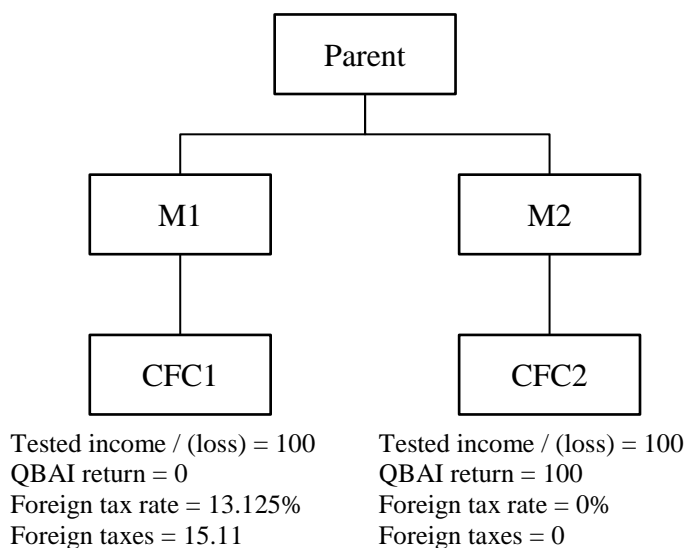 Parent
M1
M2
CFC1
CFC2
Tested income / (loss) = 100
QBAI return = 0
Foreign tax rate = 13.125%
Foreign taxes = 15.11
Tested income / (loss) = 100
QBAI return = 100
Foreign tax rate = 0%
Foreign taxes = 0